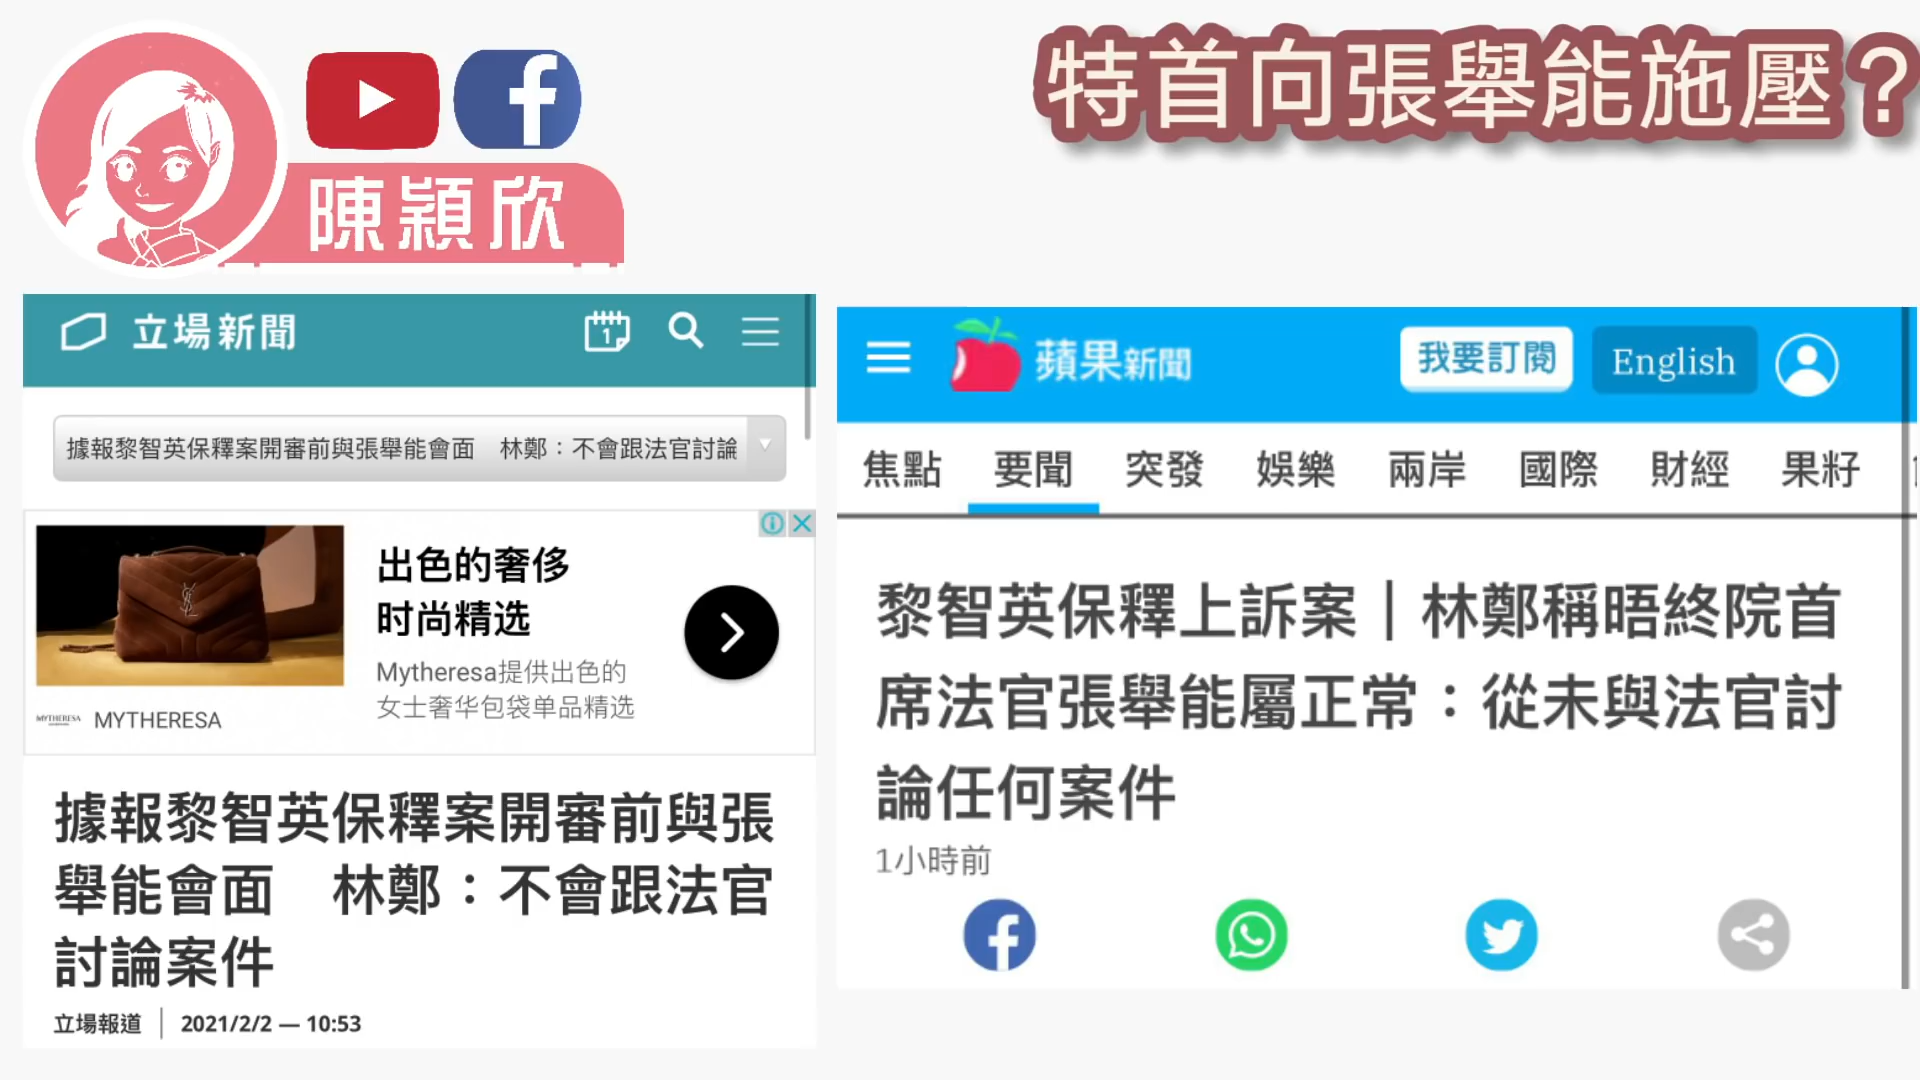 特首向張舉能施壓？
陳穎欣
立場新聞
1
據報黎智英保釋案開審前與張舉能會面　林鄭：不會跟法官討論
出色的奢侈
时尚精选
Mytheresa提供出色的
女士奢华包袋单品精选
MYTHERESA
MYTHERESA
據報黎智英保釋案開審前與張
舉能會面　林鄭：不會跟法官
討論案件
立場報道 │ 2021/2/2 — 10:53
蘋果新聞
我要訂閱
English
焦點 要聞 突發 娛樂 兩岸 國際 財經 果籽
黎智英保釋上訴案｜林鄭稱晤終院首
席法官張舉能屬正常：從未與法官討
論任何案件
1小時前